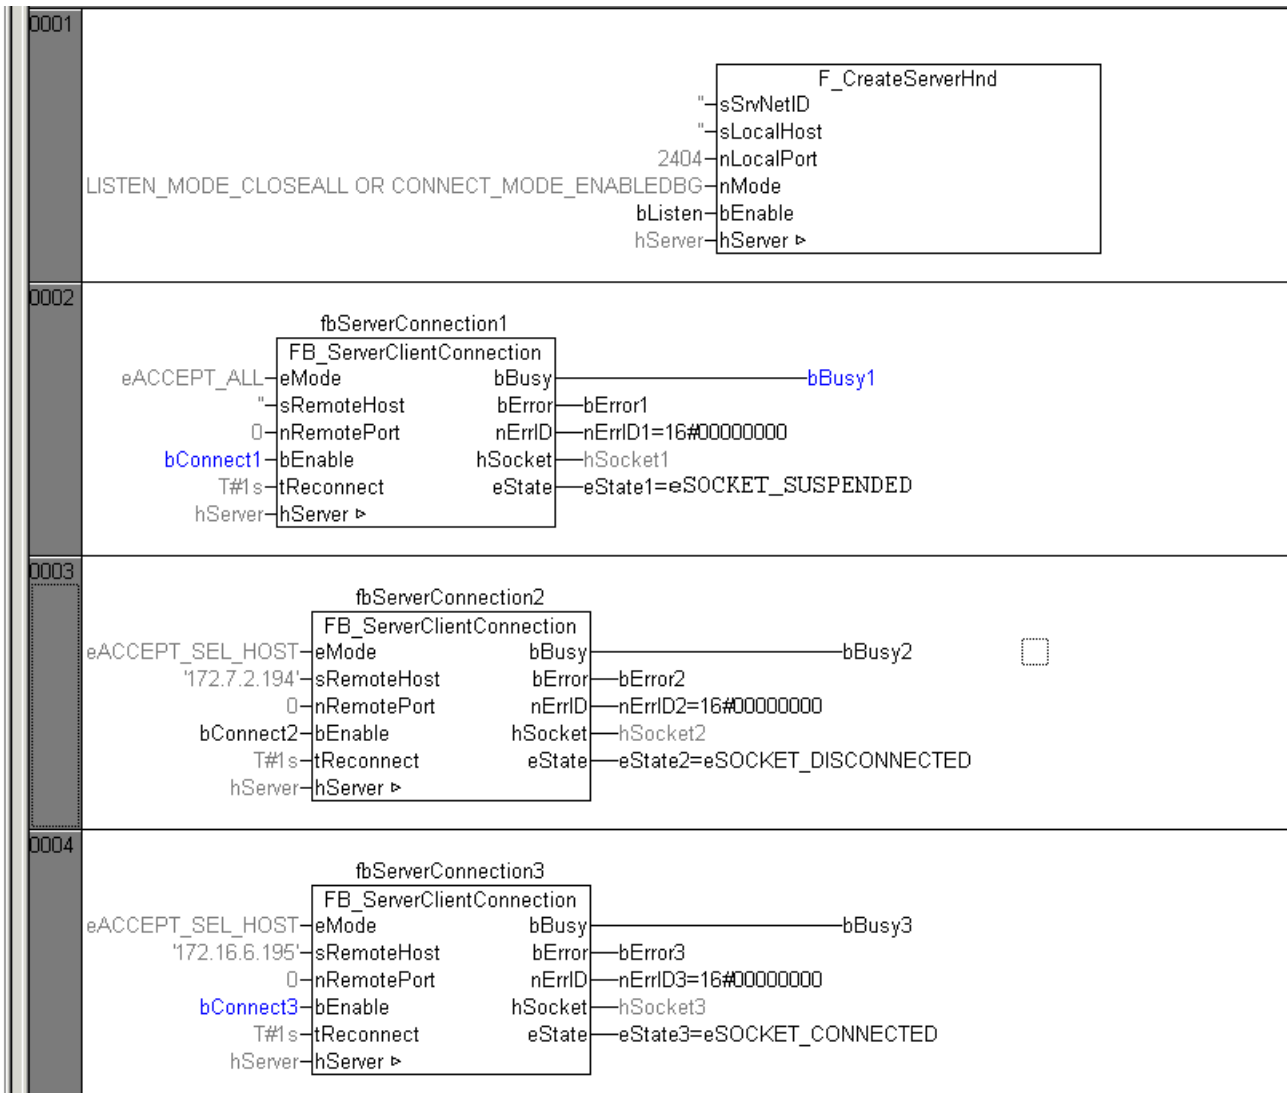 0001
F_CreateServerHnd
"-sSrvNetID
"-sLocalHost
2404-nLocalPort
LISTEN_MODE_CLOSEALL OR CONNECT_MODE_ENABLEDBG-nMode
bListen-bEnable
hServer-hServer ▹
0002
fbServerConnection1
FB_ServerClientConnection
eACCEPT_ALL-eMode bBusy bBusy1
"-sRemoteHost bError bError1
0-nRemotePort nErrID nErrID1=16#00000000
bConnect1-bEnable hSocket hSocket1
T#1s-tReconnect eState eState1=eSOCKET_SUSPENDED
hServer-hServer ▹
0003
fbServerConnection2
FB_ServerClientConnection
eACCEPT_SEL_HOST-eMode bBusy bBusy2
'172.7.2.194'-sRemoteHost bError bError2
0-nRemotePort nErrID nErrID2=16#00000000
bConnect2-bEnable hSocket hSocket2
T#1s-tReconnect eState eState2=eSOCKET_DISCONNECTED
hServer-hServer ▹
0004
fbServerConnection3
FB_ServerClientConnection
eACCEPT_SEL_HOST-eMode bBusy bBusy3
'172.16.6.195'-sRemoteHost bError bError3
0-nRemotePort nErrID nErrID3=16#00000000
bConnect3-bEnable hSocket hSocket3
T#1s-tReconnect eState eState3=eSOCKET_CONNECTED
hServer-hServer ▹